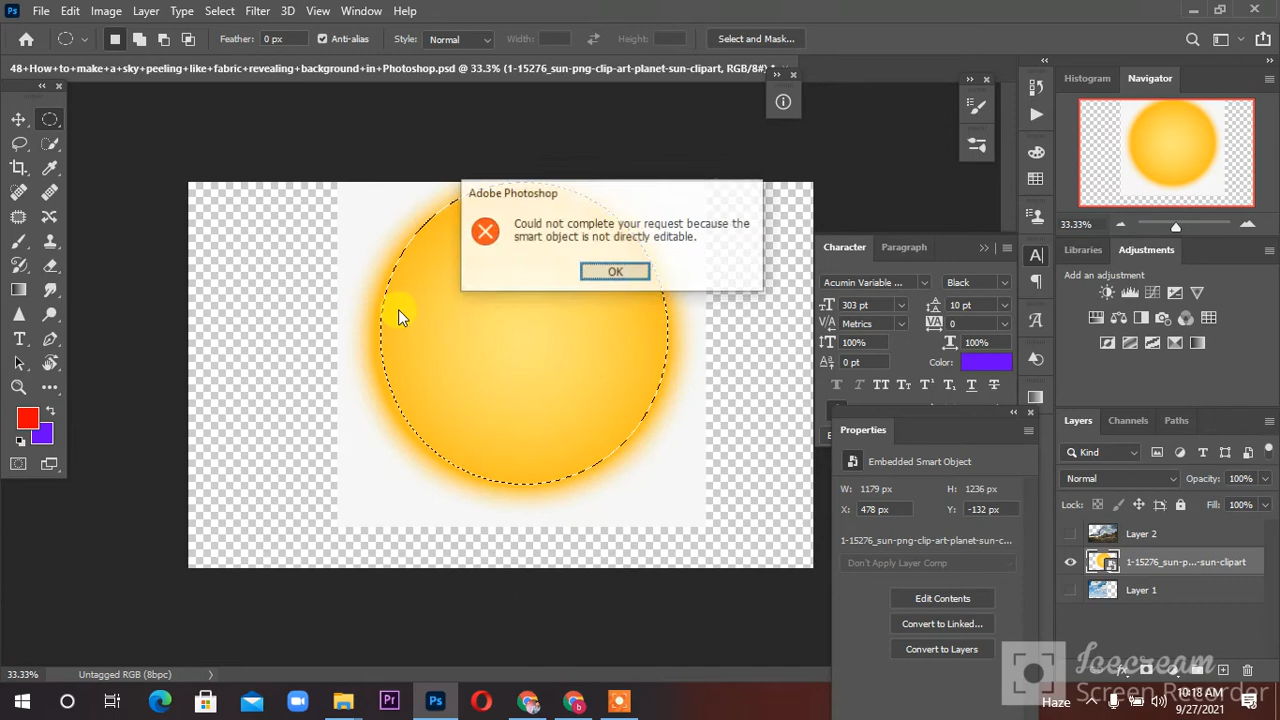 Ps File Edit Image Layer Type Select Filter 3D View Window Help
Feather: 0 px Anti-alias Style: Normal Width: Height: Select and Mask...
48+How+to+make+a+sky+peeling+like+fabric+revealing+background+in+Photoshop.psd @ 33.3% (1-15276_sun-png-clip-art-planet-sun-clipart, RGB/8#) *
Histogram Navigator
Adobe Photoshop
Could not complete your request because the
smart object is not directly editable.
OK
33.33%
Character Paragraph
Libraries Adjustments
Add an adjustment
Acumin Variable ... Black
303 pt 10 pt
Metrics 0
100% 100%
0 pt Color:
Properties
Embedded Smart Object
W: 1179 px H: 1236 px
X: 478 px Y: -132 px
1-15276_sun-png-clip-art-planet-sun-c...
Don't Apply Layer Comp
Edit Contents
Convert to Linked...
Convert to Layers
Layers Channels Paths
Kind
Normal Opacity: 100%
Lock: Fill: 100%
Layer 2
1-15276_sun-p...-sun-clipart
Layer 1
33.33% Untagged RGB (8bpc)
Icecream
Screen Recorder
Pr Ps
Haze
10:18 AM
9/27/2021